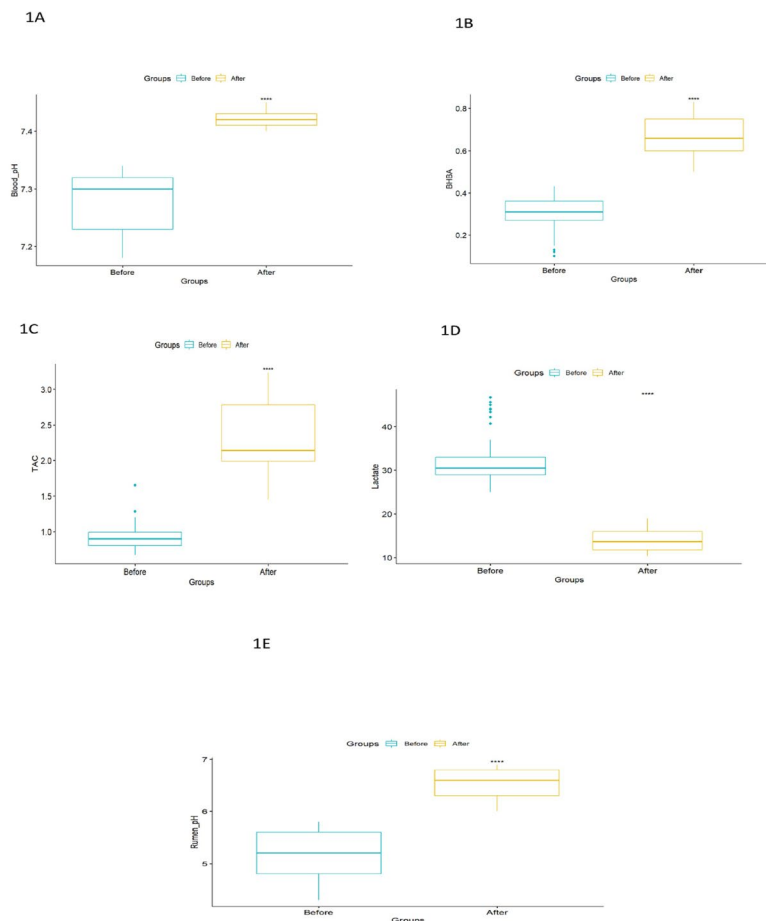 1A
Groups Before After
****
Blood_pH
7.4
7.3
7.2
Before After
Groups
1B
Groups Before After
****
BHBA
0.8
0.6
0.4
0.2
Before After
Groups
1C
Groups Before After
****
TAC
3.0
2.5
2.0
1.5
1.0
Before After
Groups
1D
Groups Before After
****
Lactate
40
30
20
10
Before After
Groups
1E
Groups Before After
****
Rumen_pH
7
6
5
Before After
Groups